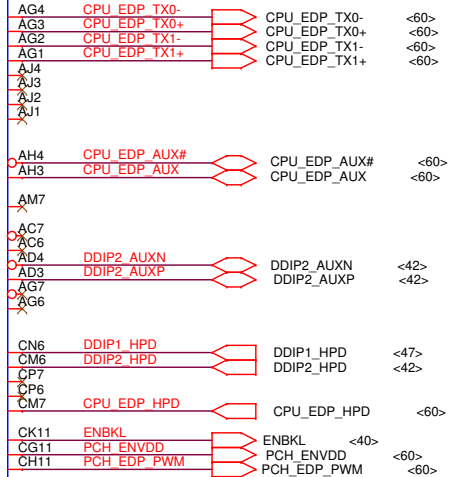 AG4 CPU_EDP_TX0- CPU_EDP_TX0- <60>
AG3 CPU_EDP_TX0+ CPU_EDP_TX0+ <60>
AG2 CPU_EDP_TX1- CPU_EDP_TX1- <60>
AG1 CPU_EDP_TX1+ CPU_EDP_TX1+ <60>
AJ4
AJ3
AJ2
AJ1
AH4 CPU_EDP_AUX# CPU_EDP_AUX# <60>
AH3 CPU_EDP_AUX CPU_EDP_AUX <60>
AM7
AC7
AC6
AD4 DDIP2_AUXN DDIP2_AUXN <42>
AD3 DDIP2_AUXP DDIP2_AUXP <42>
AG7
AG6
CN6 DDIP1_HPD DDIP1_HPD <47>
CM6 DDIP2_HPD DDIP2_HPD <42>
CP7
CP6
CM7 CPU_EDP_HPD CPU_EDP_HPD <60>
CK11 ENBKL ENBKL <40>
CG11 PCH_ENVDD PCH_ENVDD <60>
CH11 PCH_EDP_PWM PCH_EDP_PWM <60>